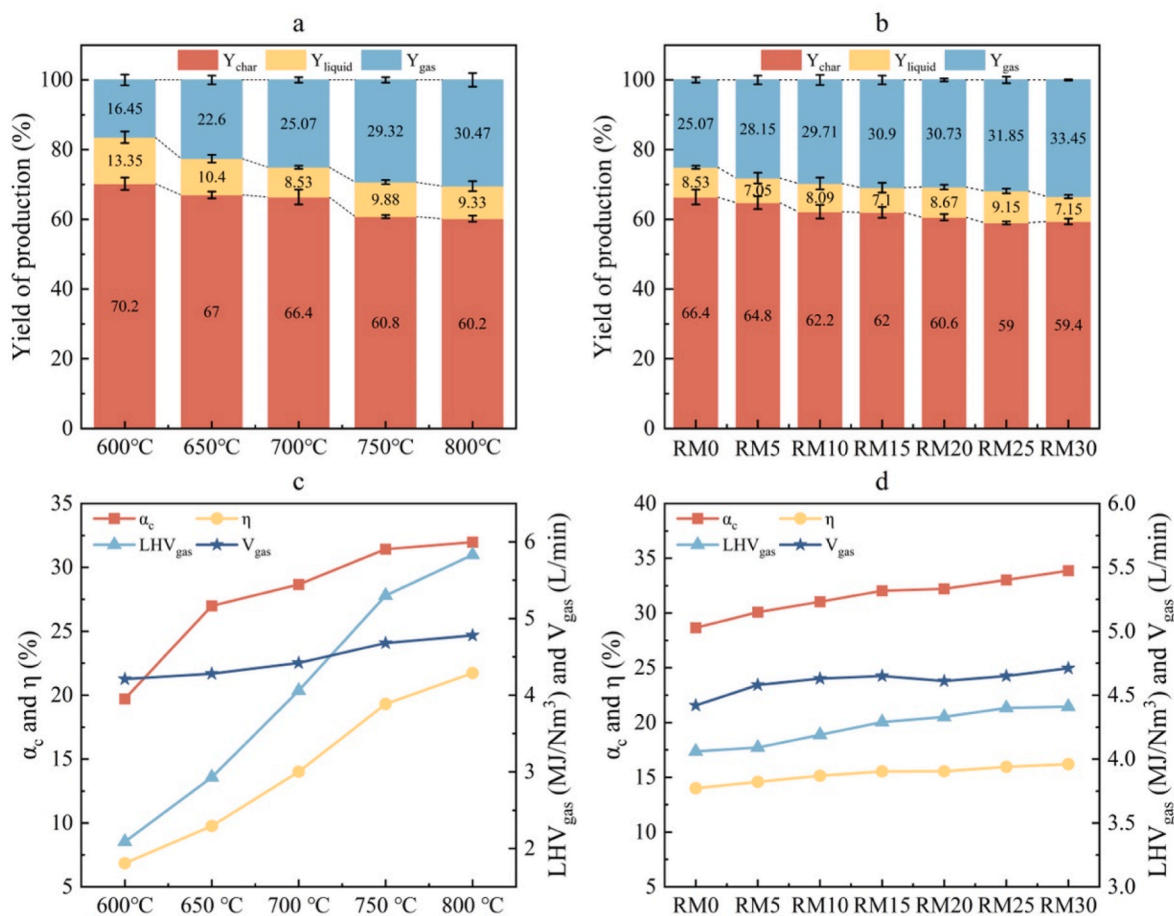 a
Y_char Y_liquid Y_gas
Yield of production (%)
100
80
60
40
20
0
16.45 22.6 25.07 29.32 30.47
13.35 10.4 8.53 9.88 9.33
70.2 67 66.4 60.8 60.2
600°C 650°C 700°C 750°C 800°C
b
Y_char Y_liquid Y_gas
Yield of production (%)
100
80
60
40
20
0
25.07 28.15 29.71 30.9 30.73 31.85 33.45
8.53 7.05 8.09 7.1 8.67 9.15 7.15
66.4 64.8 62.2 62 60.6 59 59.4
RM0 RM5 RM10 RM15 RM20 RM25 RM30
c
α_c η
LHV_gas V_gas
α_c and η (%)
35
30
25
20
15
10
5
LHV_gas (MJ/Nm³) and V_gas (L/min)
6
5
4
3
2
600°C 650°C 700 °C 750 °C 800 °C
d
α_c η
LHV_gas V_gas
α_c and η (%)
40
35
30
25
20
15
10
5
LHV_gas (MJ/Nm³) and V_gas (L/min)
6.0
5.5
5.0
4.5
4.0
3.5
3.0
RM0 RM5 RM10 RM15 RM20 RM25 RM30